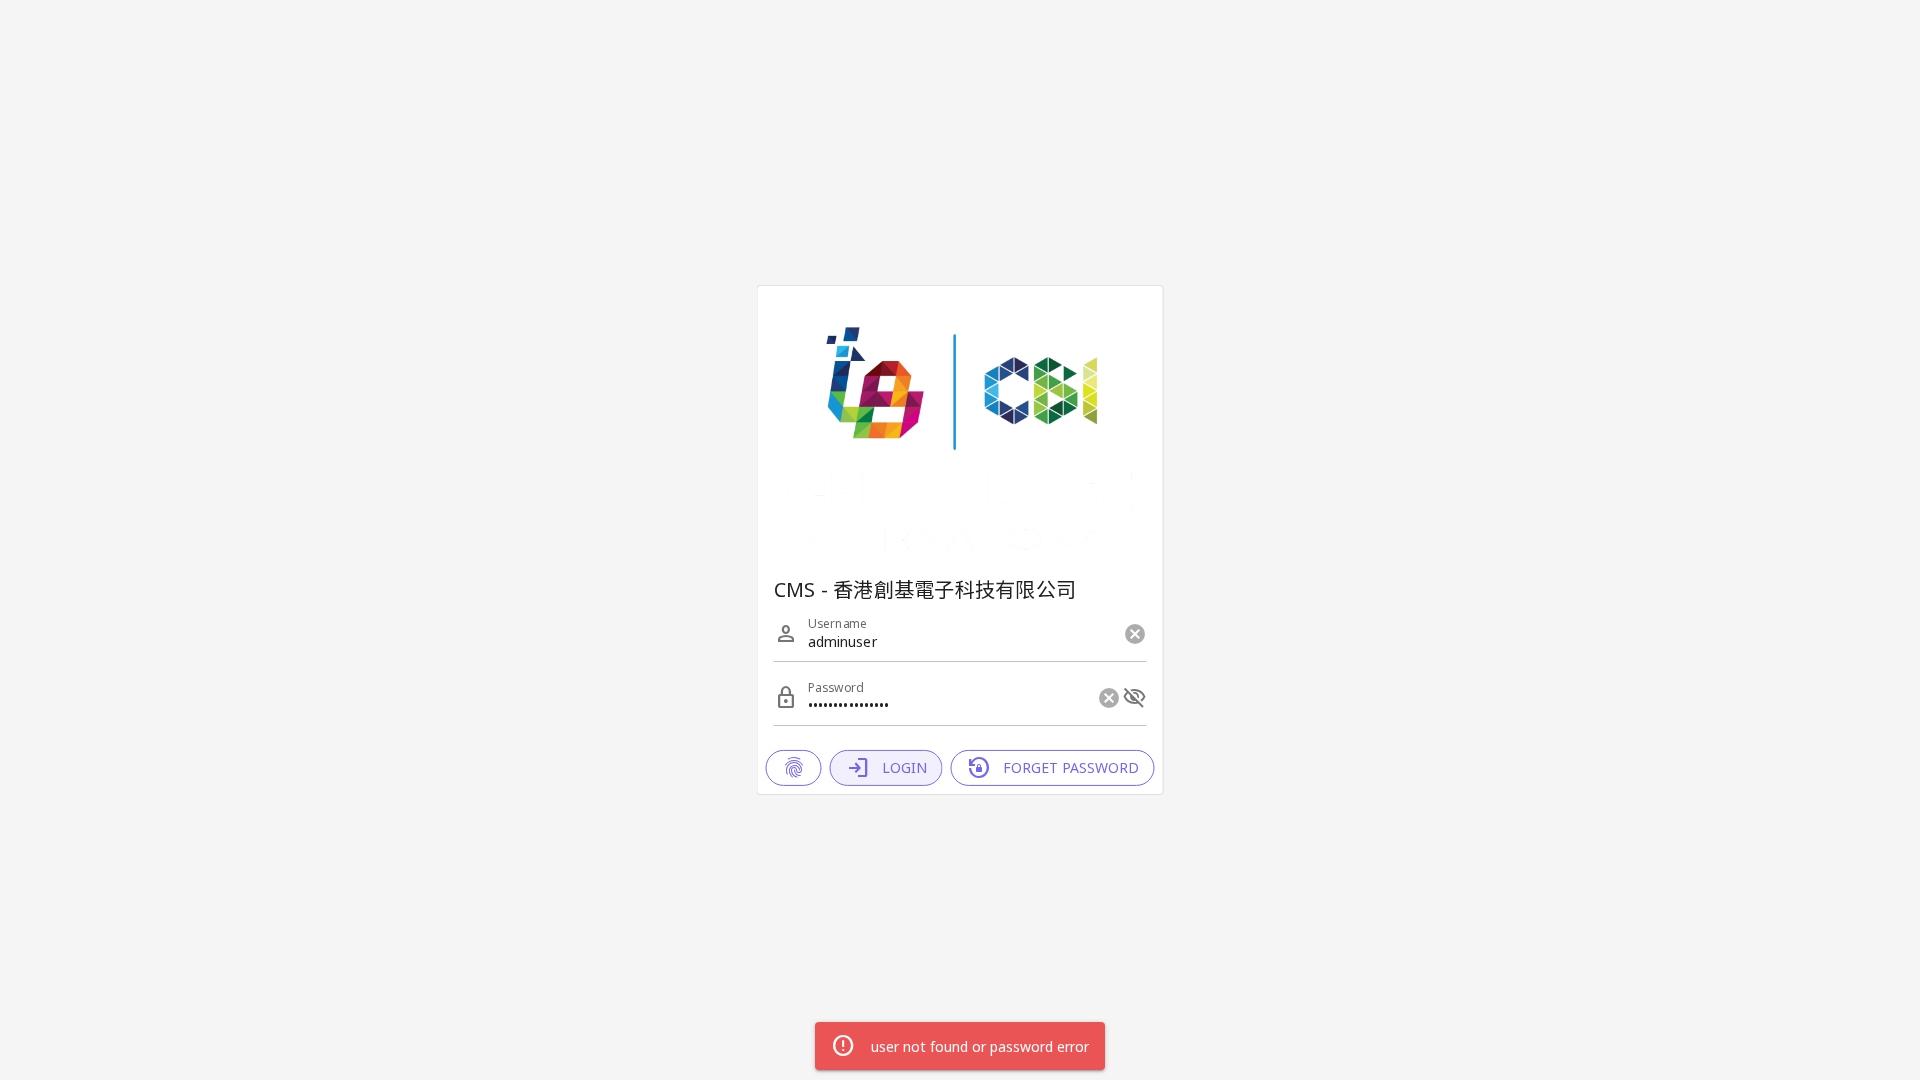 CBI
CMS - 香港創基電子科技有限公司
Username
adminuser
Password
••••••••••••••••
LOGIN
FORGET PASSWORD
user not found or password error